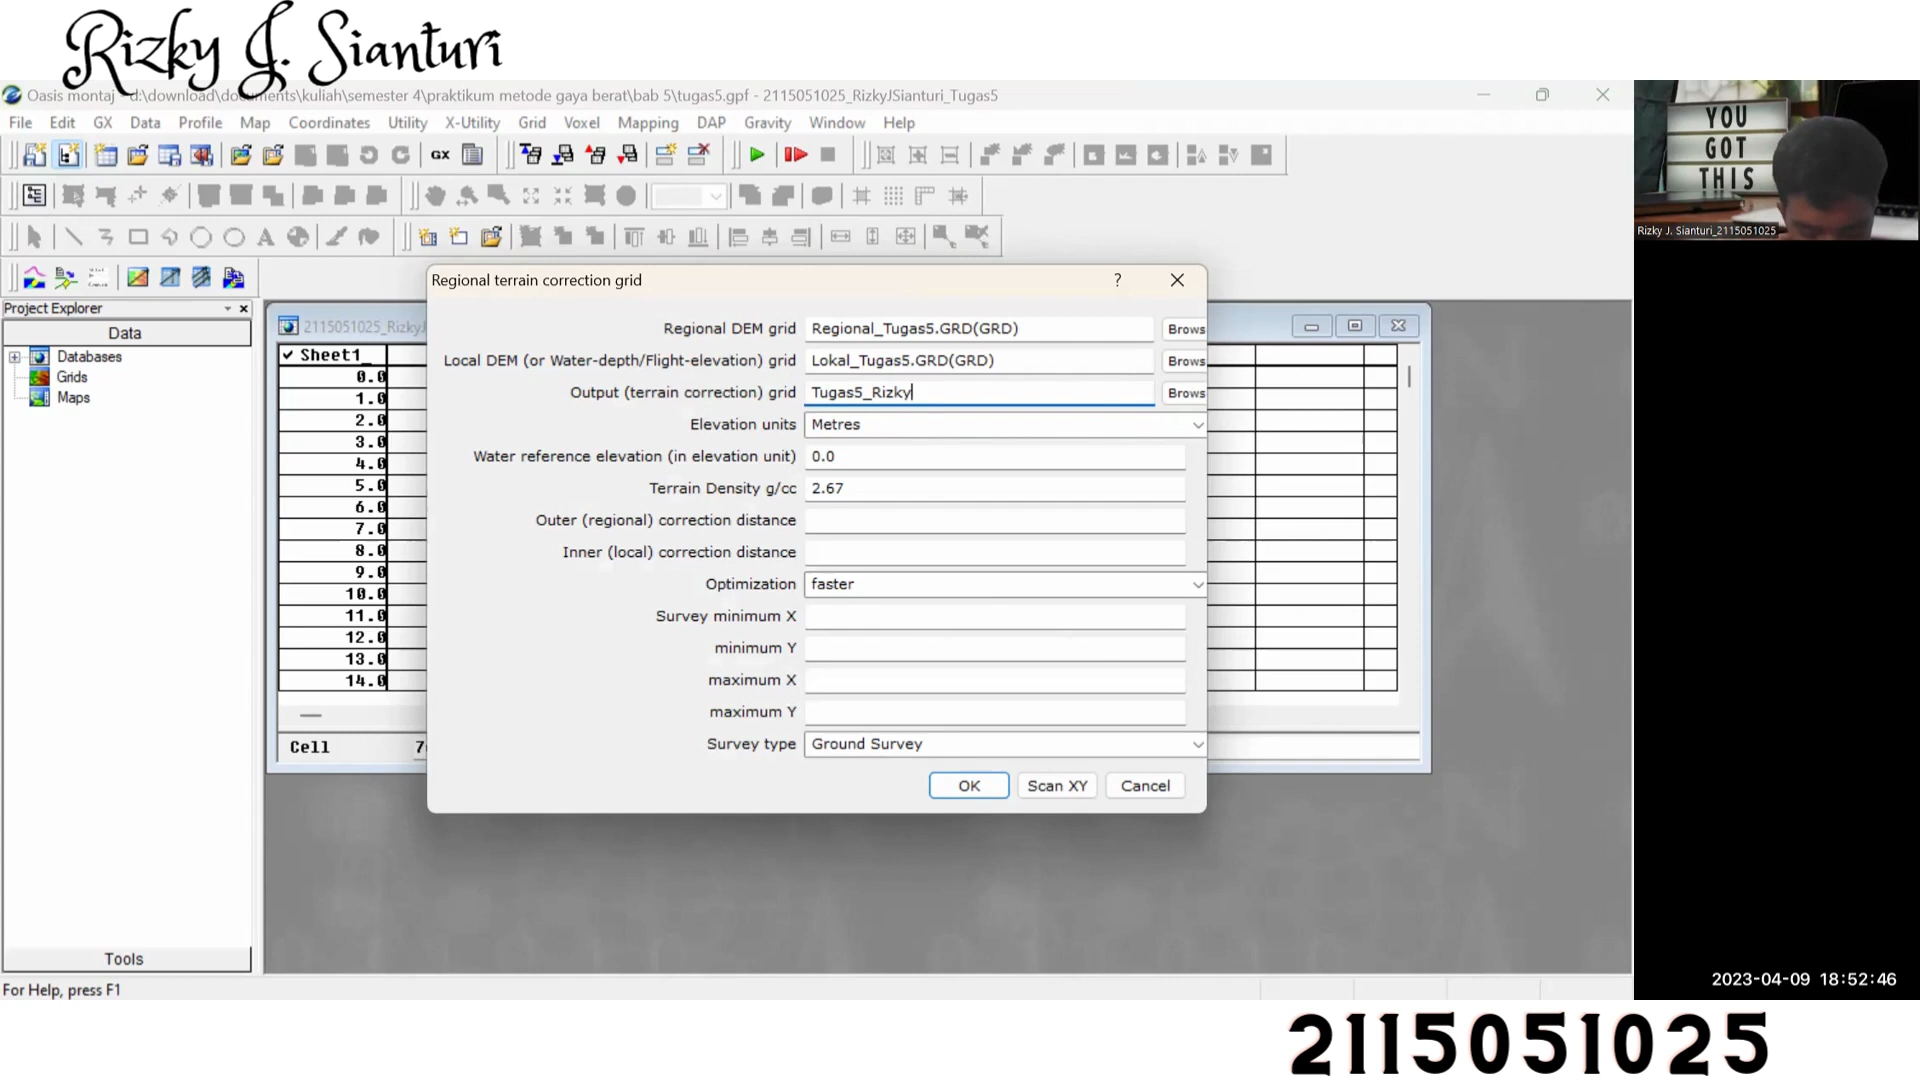 Rizky J. Sianturi
Oasis montaj - d:\download\documents\kuliah\semester 4\praktikum metode gaya berat\bab 5\tugas5.gpf - 2115051025_RizkyJSianturi_Tugas5
File Edit GX Data Profile Map Coordinates Utility X-Utility Grid Voxel Mapping DAP Gravity Window Help
GX
Project Explorer
Data
Databases
Grids
Maps
Tools
2115051025_RizkyJ
✓ Sheet1_
0.0
1.0
2.0
3.0
4.0
5.0
6.0
7.0
8.0
9.0
10.0
11.0
12.0
13.0
14.0
Cell
Regional terrain correction grid
?
Regional DEM grid Regional_Tugas5.GRD(GRD) Brows
Local DEM (or Water-depth/Flight-elevation) grid Lokal_Tugas5.GRD(GRD) Brows
Output (terrain correction) grid Tugas5_Rizky Brows
Elevation units Metres
Water reference elevation (in elevation unit) 0.0
Terrain Density g/cc 2.67
Outer (regional) correction distance
Inner (local) correction distance
Optimization faster
Survey minimum X
minimum Y
maximum X
maximum Y
Survey type Ground Survey
OK Scan XY Cancel
For Help, press F1
YOU
GOT
THIS
Rizky J. Sianturi_2115051025
2023-04-09 18:52:46
2115051025